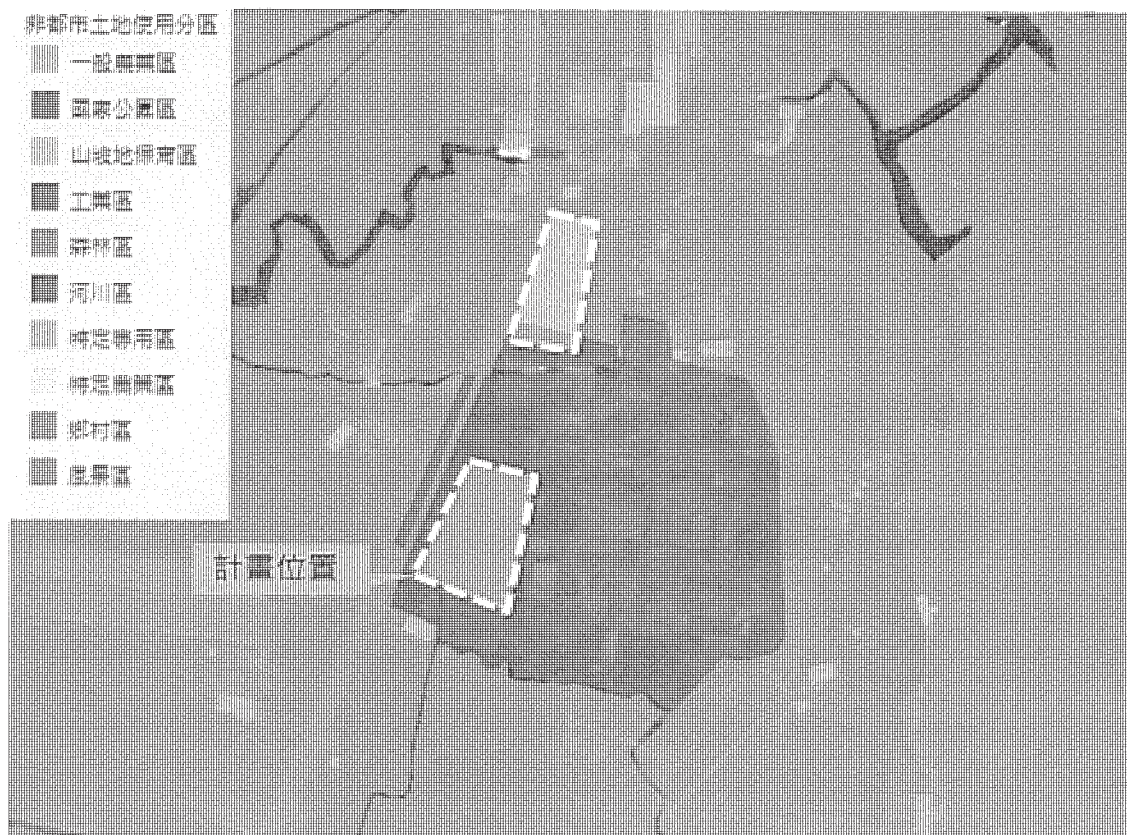 非都市土地使用分區
一般農業區
國家公園區
山坡地保育區
工業區
森林區
河川區
特定專用區
特定農業區
鄉村區
風景區
計畫位置